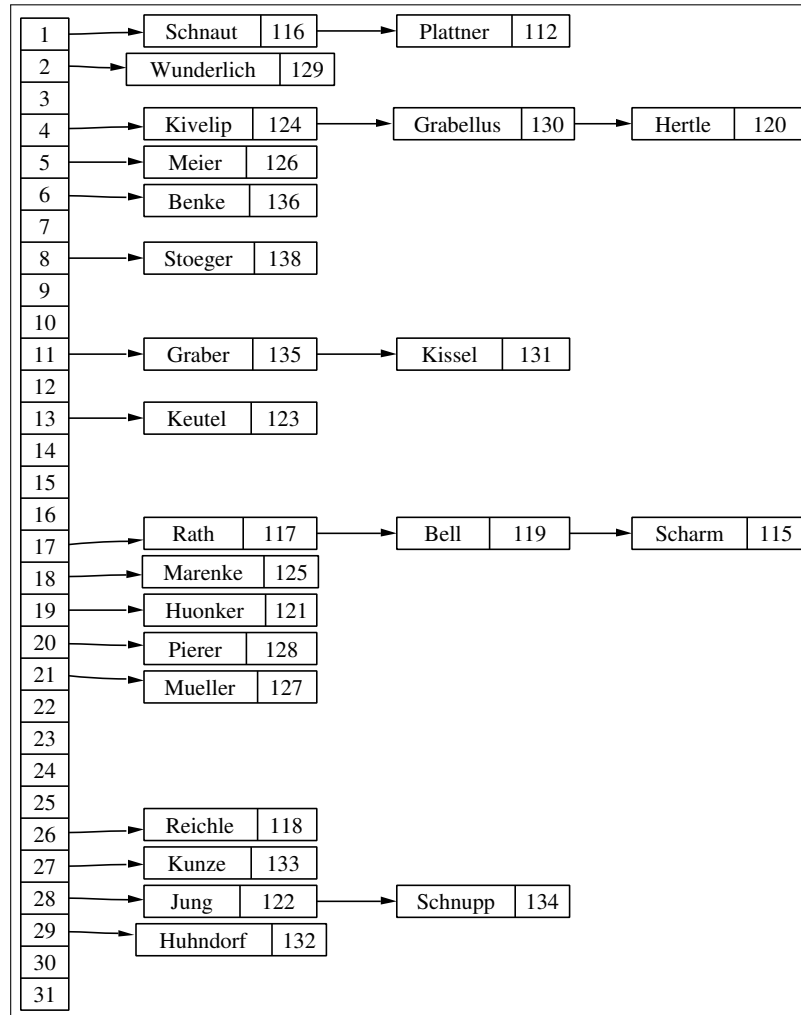 1 Schnaut 116 Plattner 112
2 Wunderlich 129
3
4 Kivelip 124 Grabellus 130 Hertle 120
5 Meier 126
6 Benke 136
7
8 Stoeger 138
9
10
11 Graber 135 Kissel 131
12
13 Keutel 123
14
15
16
17 Rath 117 Bell 119 Scharm 115
18 Marenke 125
19 Huonker 121
20 Pierer 128
21 Mueller 127
22
23
24
25
26 Reichle 118
27 Kunze 133
28 Jung 122 Schnupp 134
29 Huhndorf 132
30
31